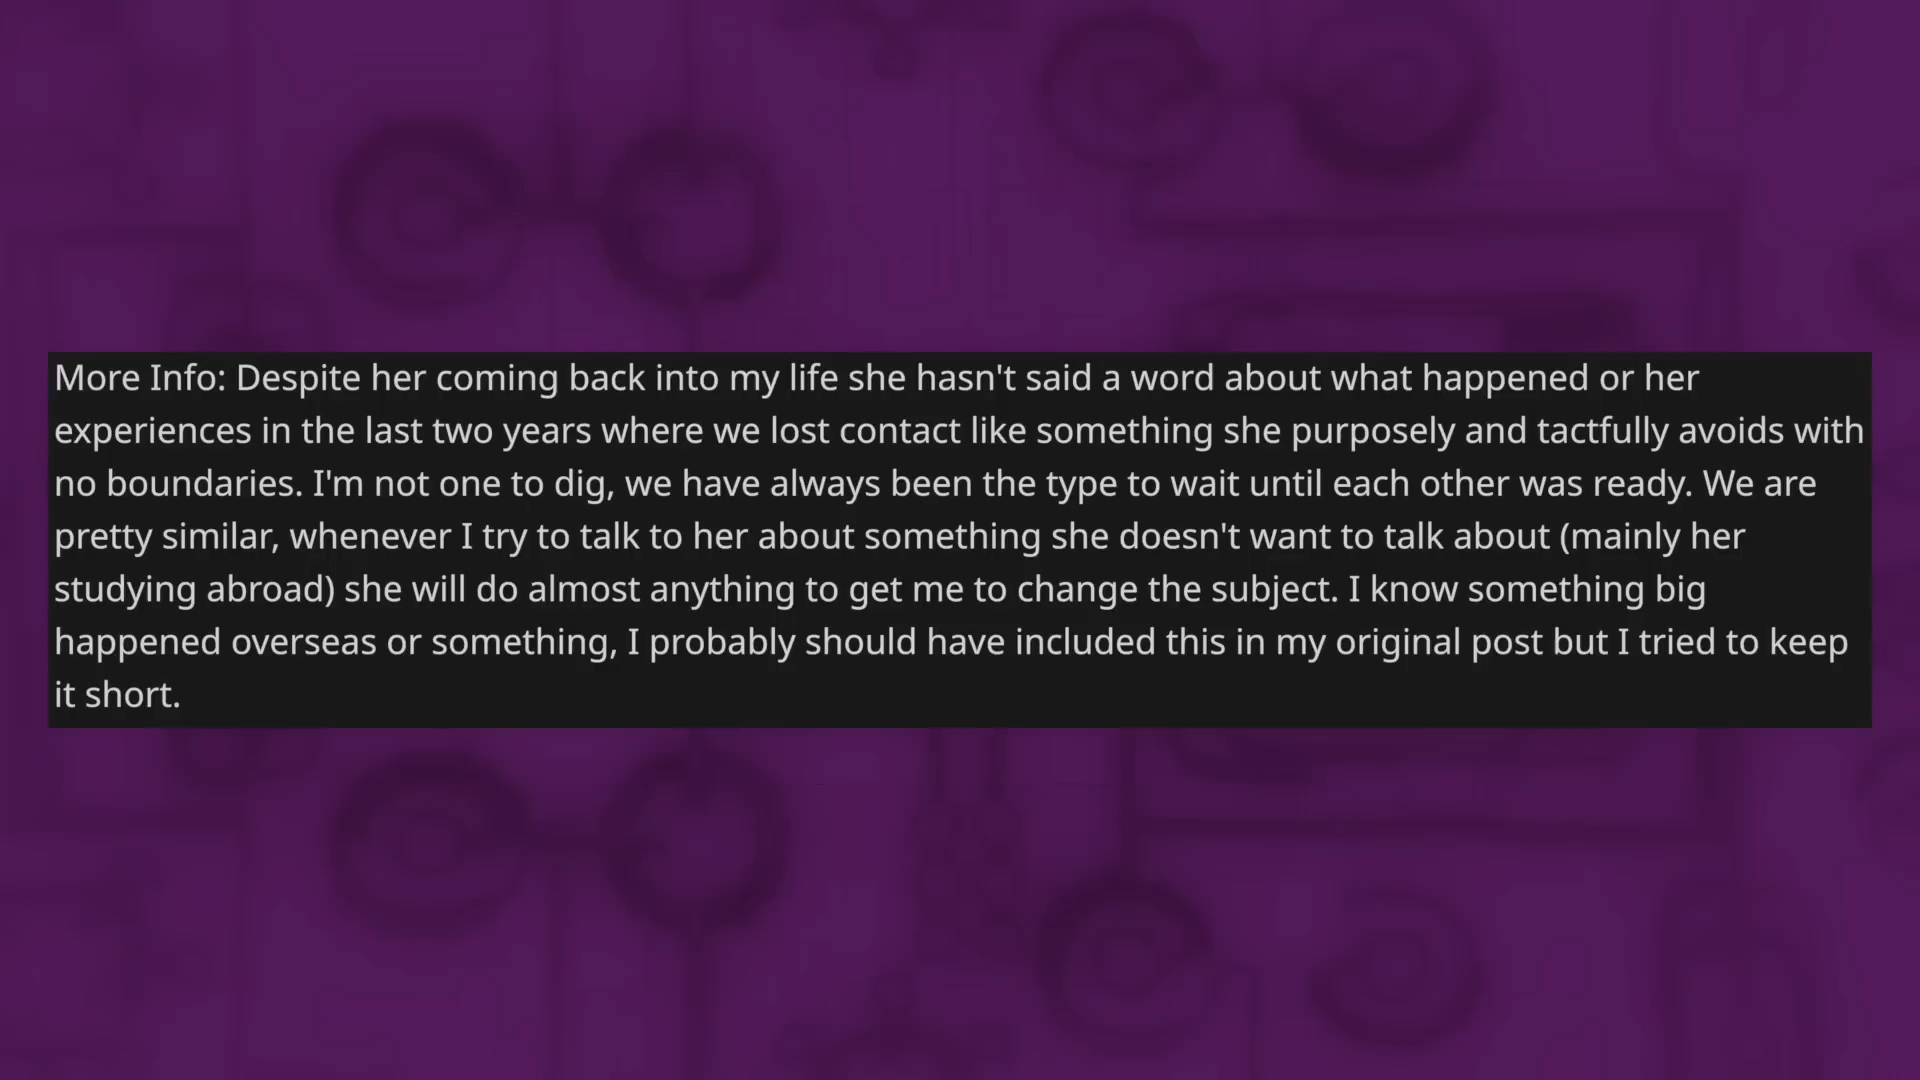 More Info: Despite her coming back into my life she hasn't said a word about what happened or her
experiences in the last two years where we lost contact like something she purposely and tactfully avoids with
no boundaries. I'm not one to dig, we have always been the type to wait until each other was ready. We are
pretty similar, whenever I try to talk to her about something she doesn't want to talk about (mainly her
studying abroad) she will do almost anything to get me to change the subject. I know something big
happened overseas or something, I probably should have included this in my original post but I tried to keep
it short.